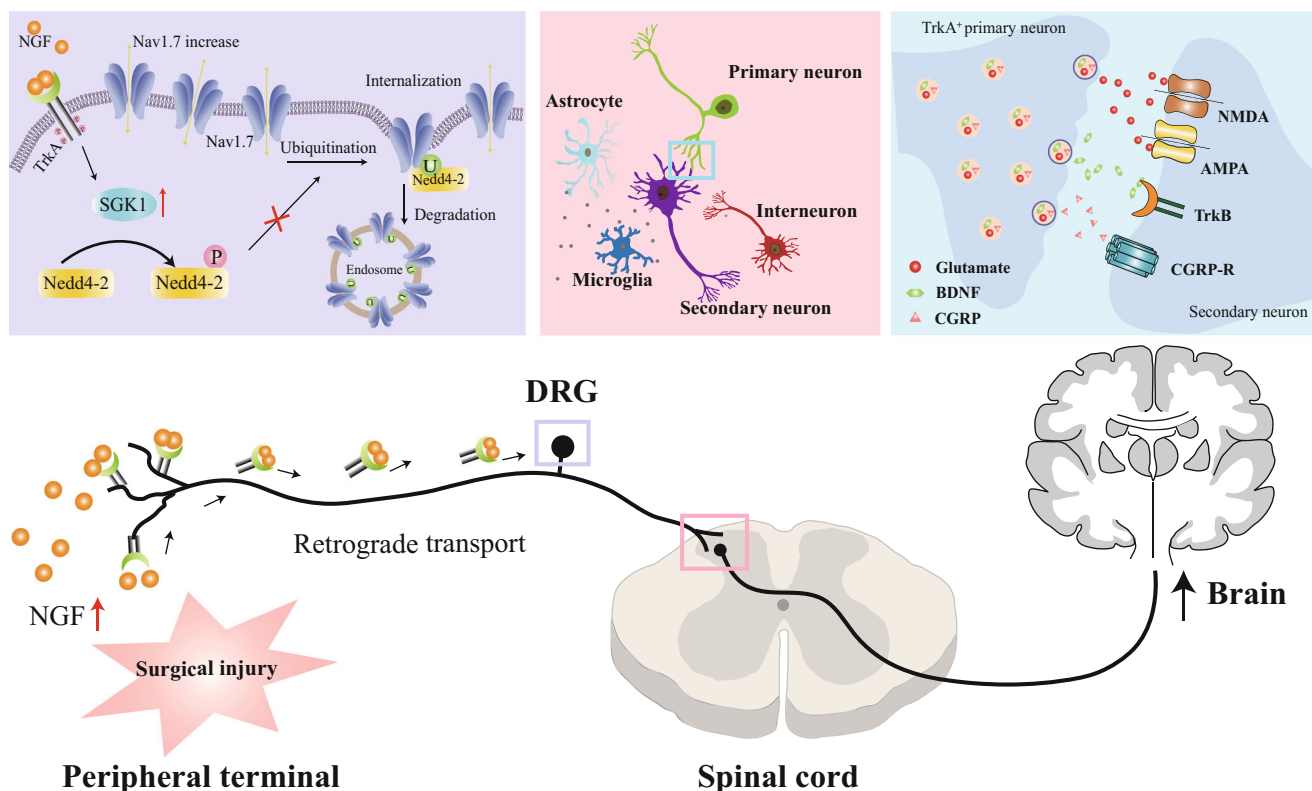 NGF
Nav1.7 increase
Internalization
TrkA
Nav1.7
Ubiquitination
U
Nedd4-2
SGK1
Degradation
P
Nedd4-2
Nedd4-2
Endosome
U
U
U
U
U
U
Primary neuron
Astrocyte
Interneuron
Microglia
Secondary neuron
TrkA+ primary neuron
NMDA
AMPA
TrkB
CGRP-R
Glutamate
BDNF
CGRP
Secondary neuron
DRG
Retrograde transport
NGF
Surgical injury
Brain
Peripheral terminal
Spinal cord